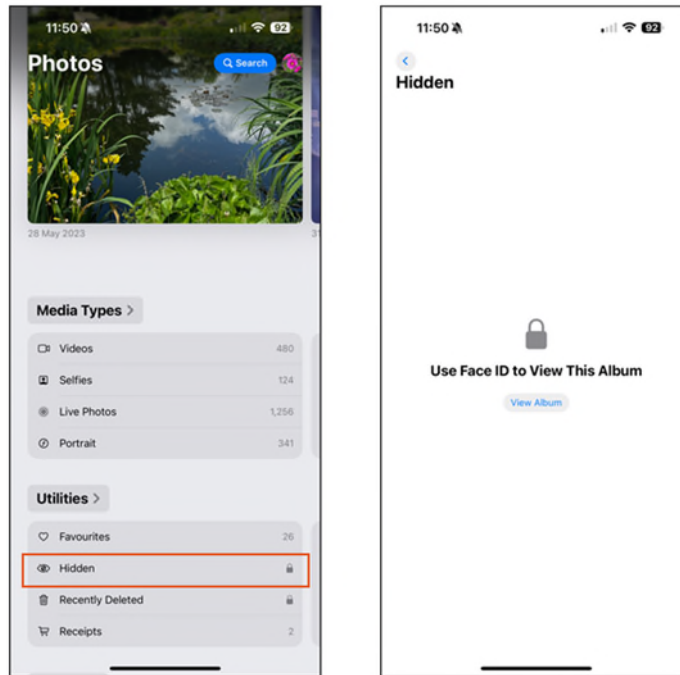 11:50
92
Photos
Search
28 May 2023
31
Media Types >
Videos 480
Selfies 124
Live Photos 1,256
Portrait 341
Utilities >
Favourites 26
Hidden
Recently Deleted
Receipts 2
11:50
92
Hidden
Use Face ID to View This Album
View Album